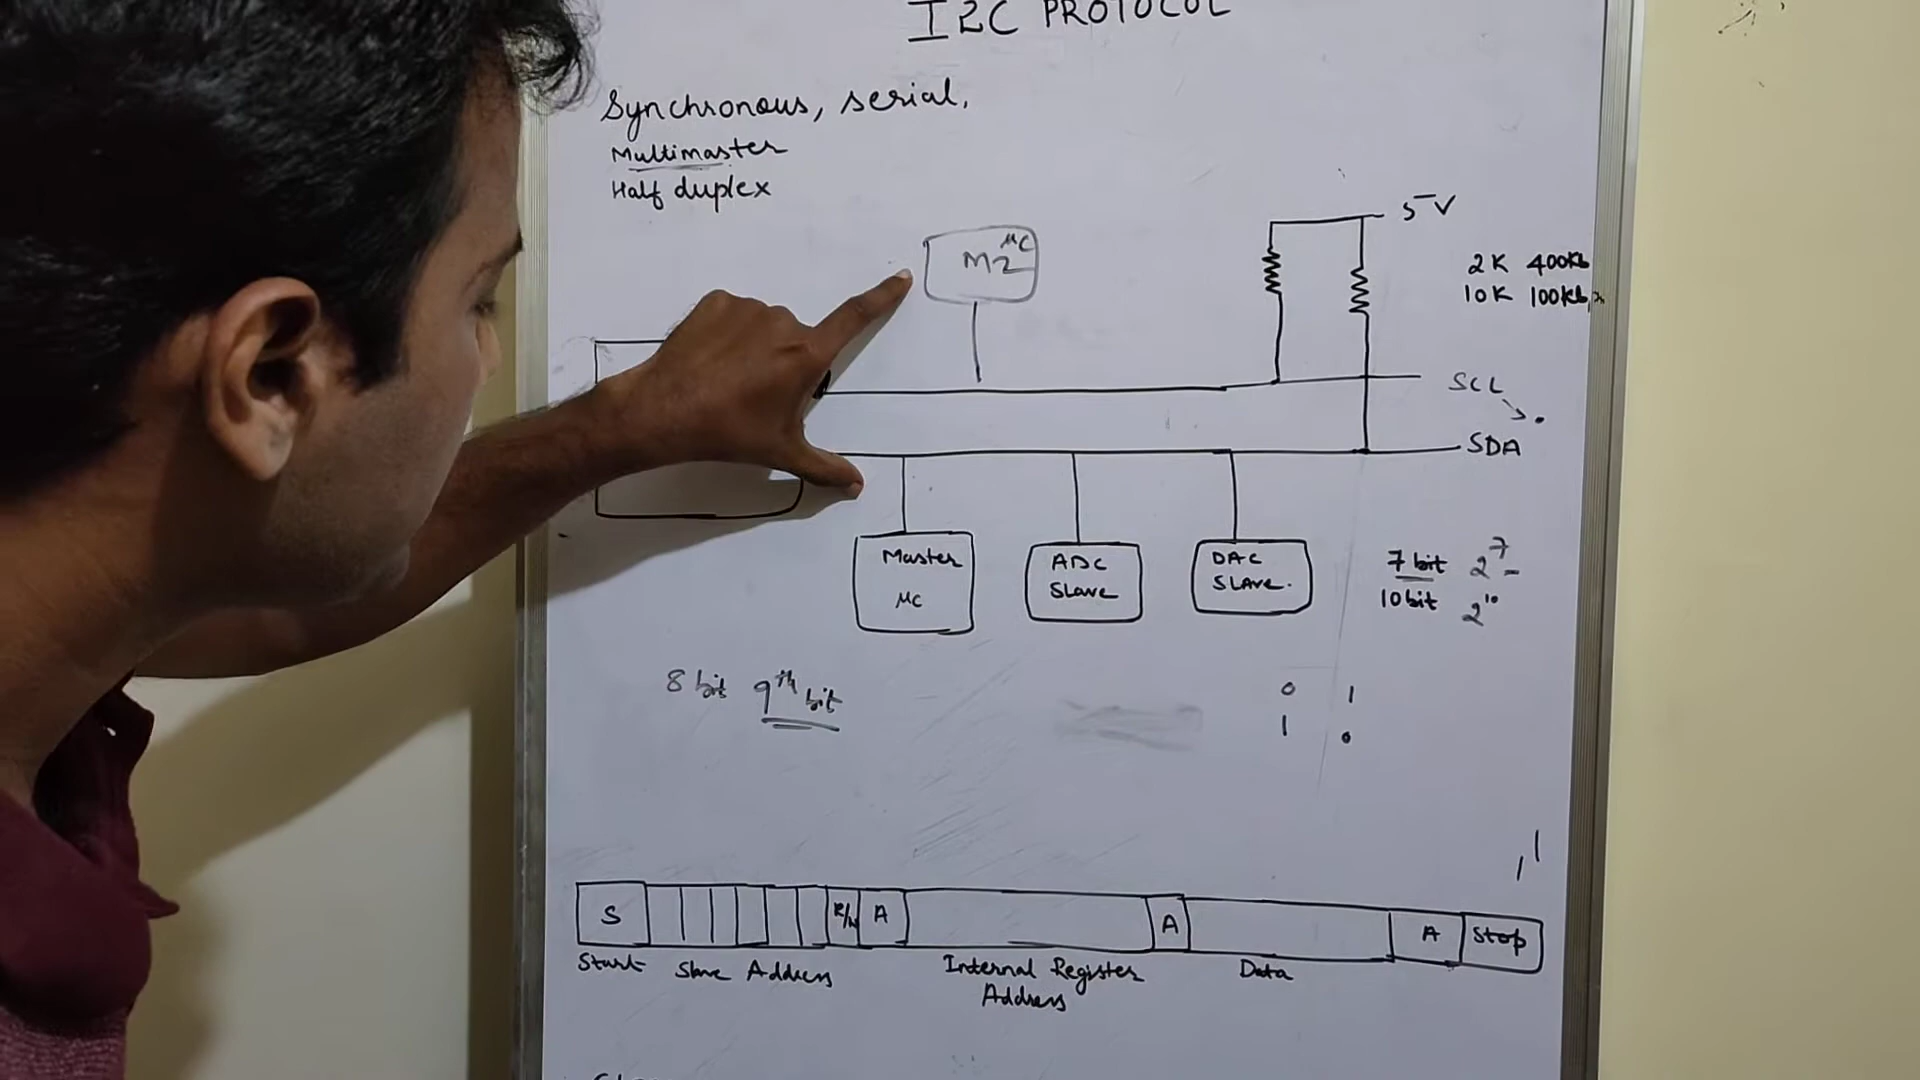 I2C PROTOCOL
Synchronous, serial,
Multimaster
Half duplex
M2 μC
5V
2K 400Kb
10K 100Kb
SCL
SDA
Master
μC
ADC
Slave
DAC
SLAve.
7 bit 2^7
10 bit 2^10
8 bit 9th bit
0 1
1 0
S R/W A A A Stop
Start Slave Address Internal Register Data
Address